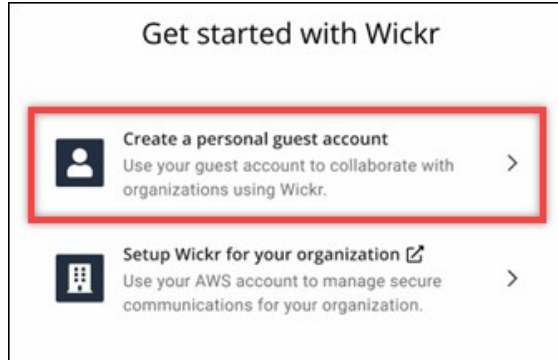 Get started with Wickr
Create a personal guest account
Use your guest account to collaborate with
organizations using Wickr.
Setup Wickr for your organization
Use your AWS account to manage secure
communications for your organization.